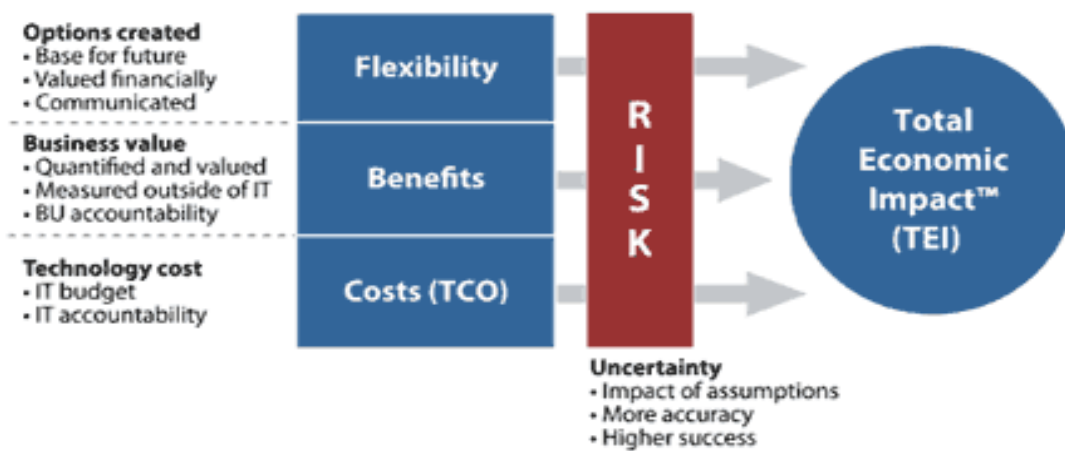 Options created
• Base for future
• Valued financially
• Communicated
Flexibility
Business value
• Quantified and valued
• Measured outside of IT
• BU accountability
Benefits
Technology cost
• IT budget
• IT accountability
Costs (TCO)
R
I
S
K
Uncertainty
• Impact of assumptions
• More accuracy
• Higher success
Total
Economic
Impact™
(TEI)